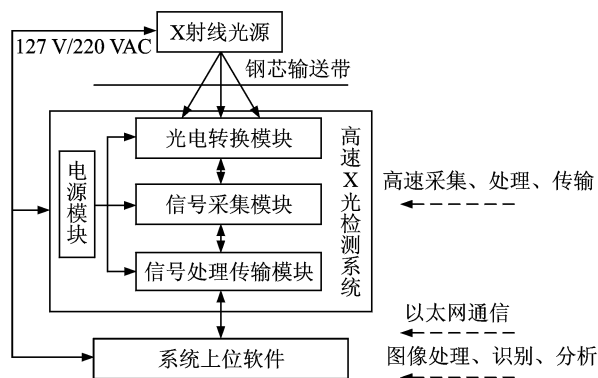 X射线光源
127 V/220 VAC
钢芯输送带
光电转换模块
高速X光检测系统
电源模块
信号采集模块
高速采集、处理、传输
信号处理传输模块
以太网通信
系统上位软件
图像处理、识别、分析